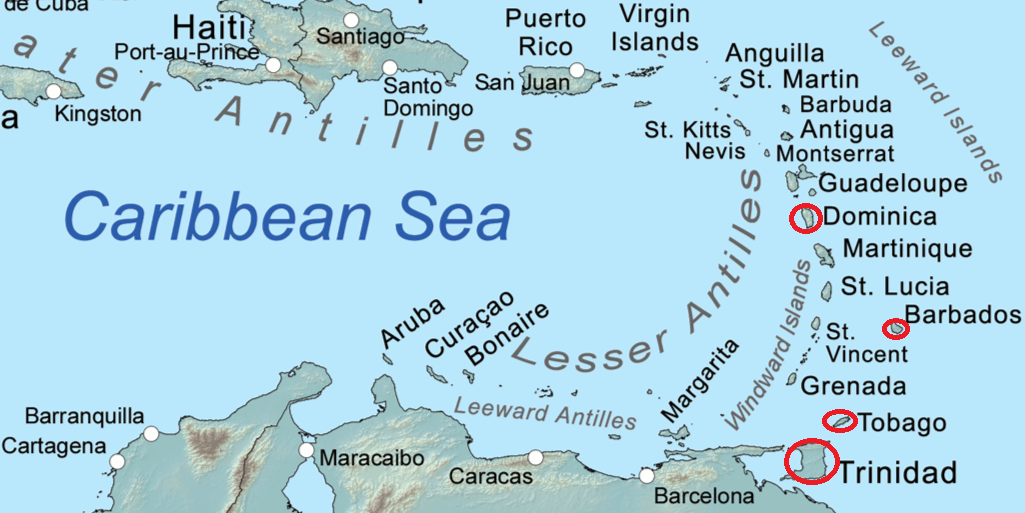 de Cuba
Haiti
Port-au-Prince
Santiago
Santo
Domingo
Puerto
Rico
San Juan
Virgin
Islands
Anguilla
St. Martin
Barbuda
St. Kitts
Antigua
Nevis
Montserrat
Guadeloupe
Dominica
Martinique
St. Lucia
Barbados
St.
Vincent
Grenada
Tobago
Trinidad
Leeward Islands
Windward Islands
Lesser Antilles
ater Antilles
Kingston
a
Caribbean Sea
Aruba
Curaçao
Bonaire
Leeward Antilles
Margarita
Barranquilla
Cartagena
Maracaibo
Caracas
Barcelona